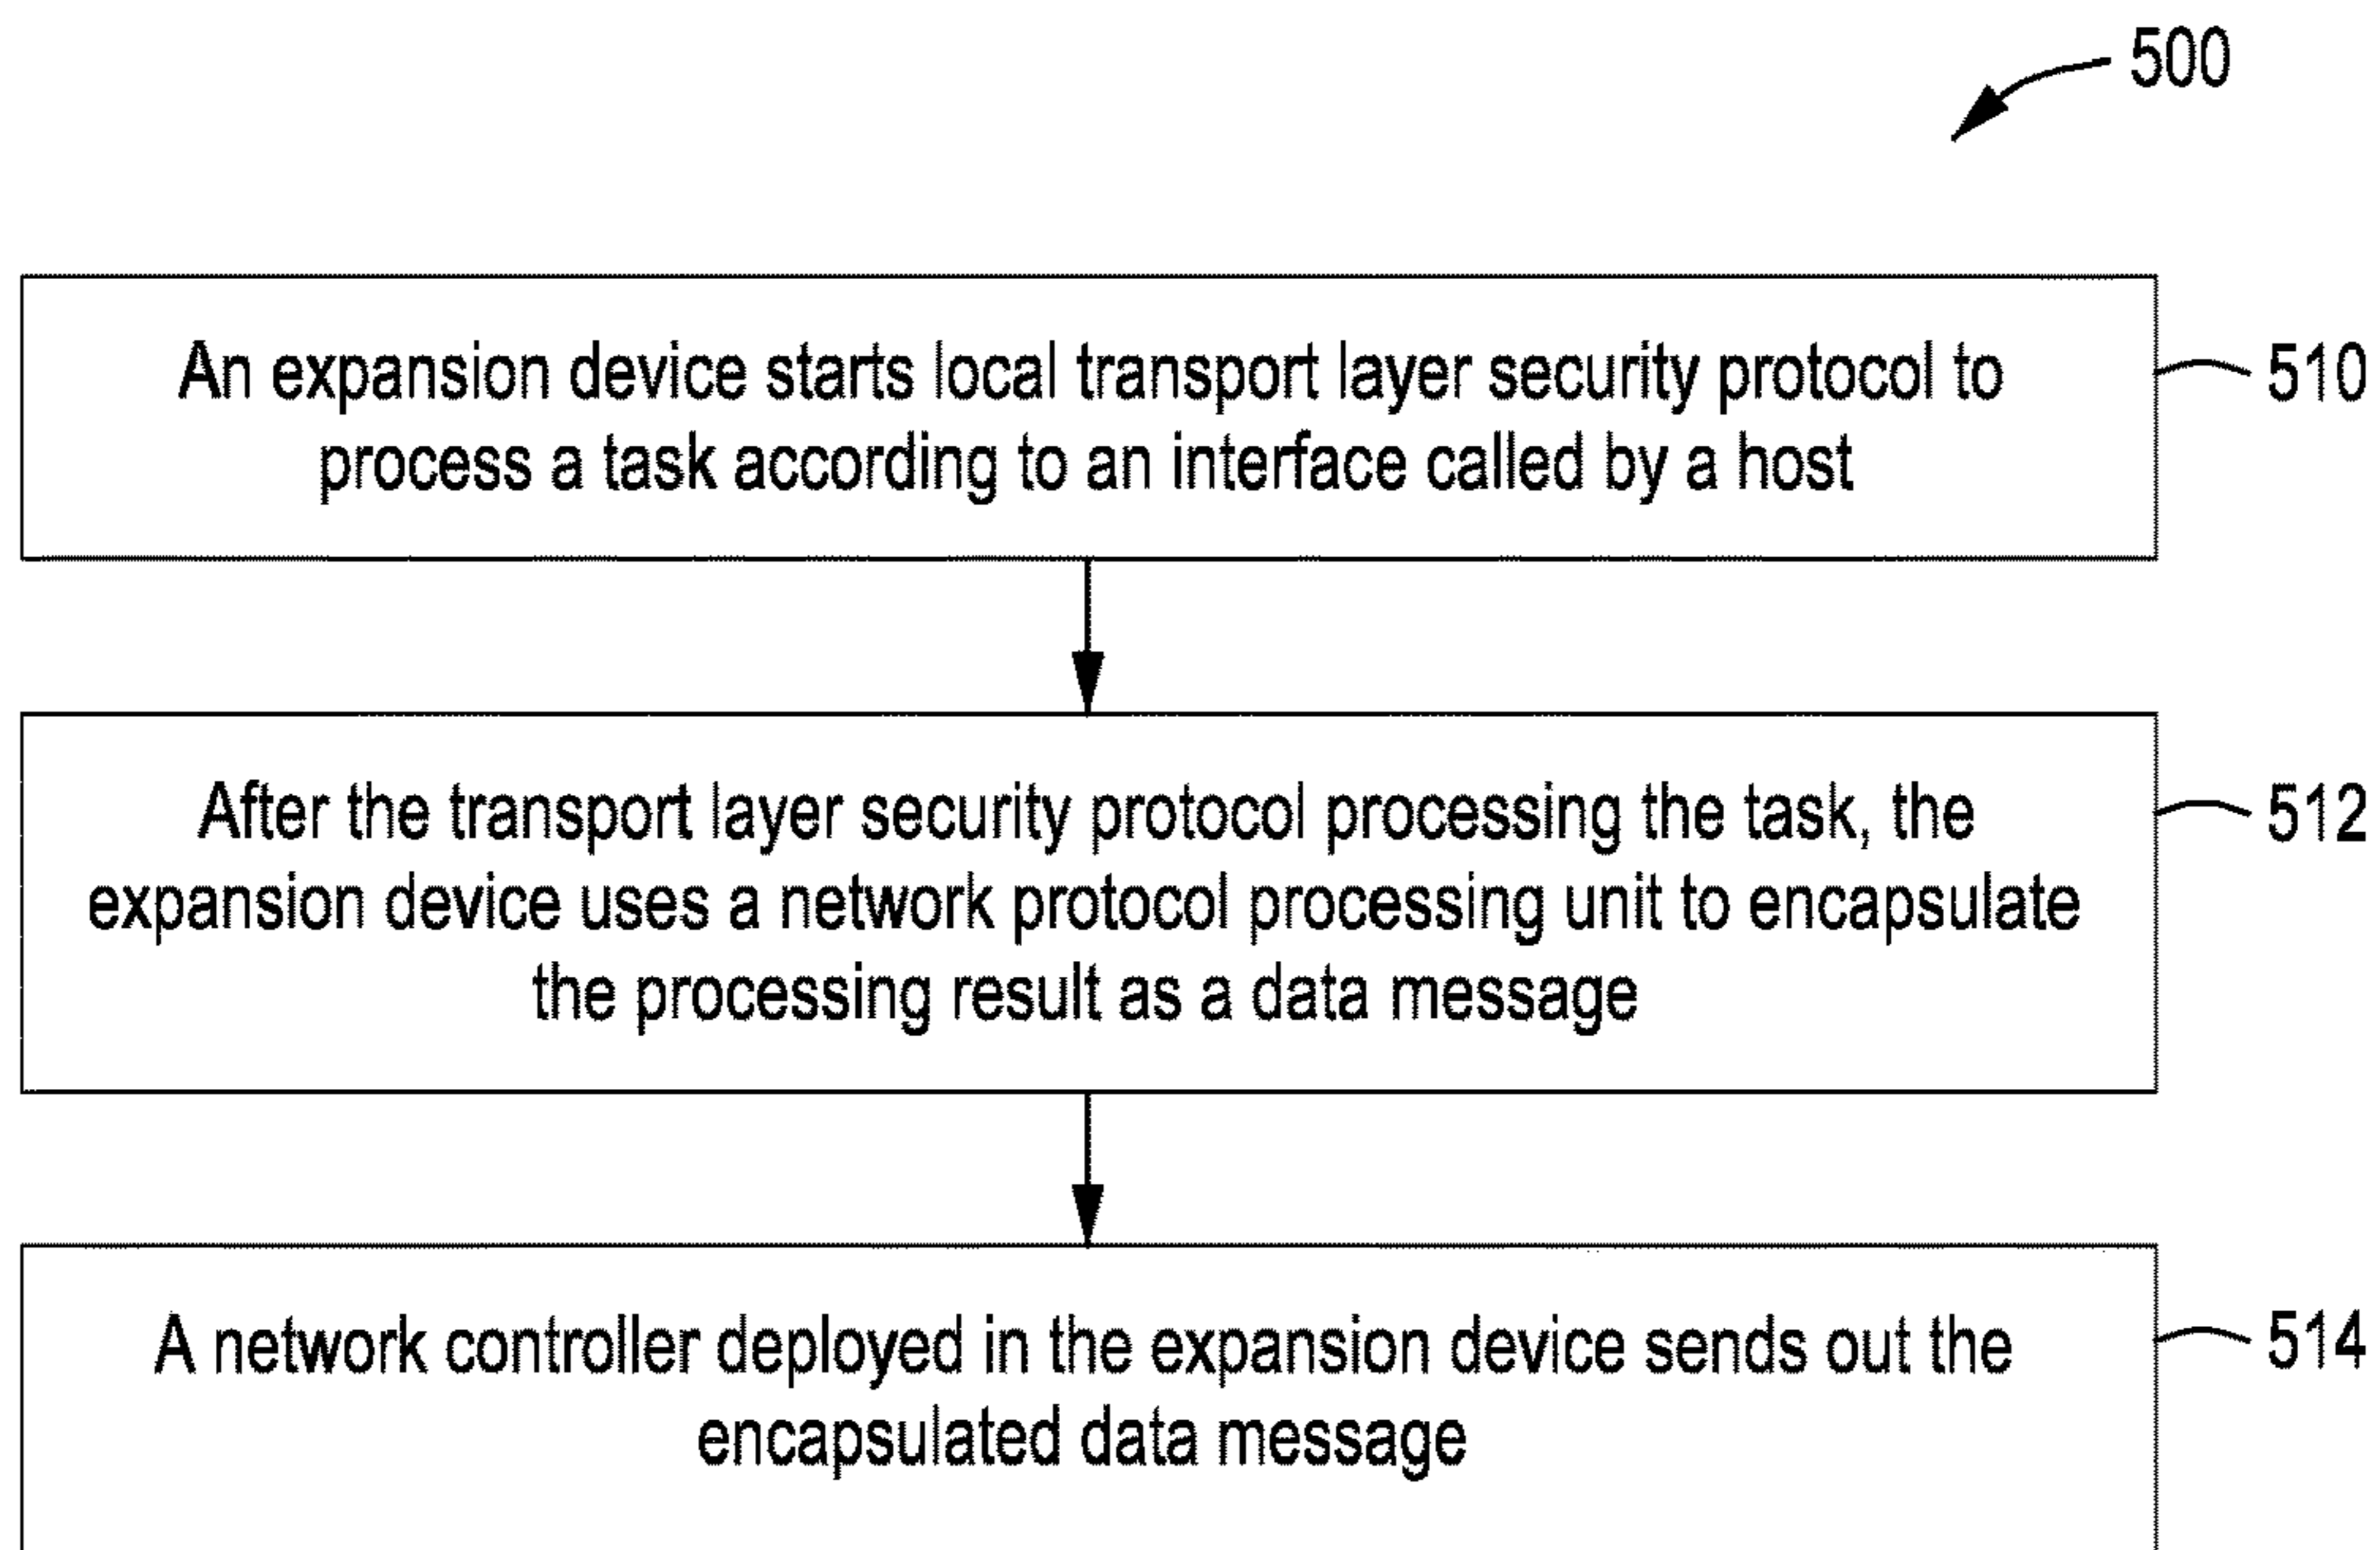 500
An expansion device starts local transport layer security protocol to
process a task according to an interface called by a host
510
After the transport layer security protocol processing the task, the
expansion device uses a network protocol processing unit to encapsulate
the processing result as a data message
512
A network controller deployed in the expansion device sends out the
encapsulated data message
514